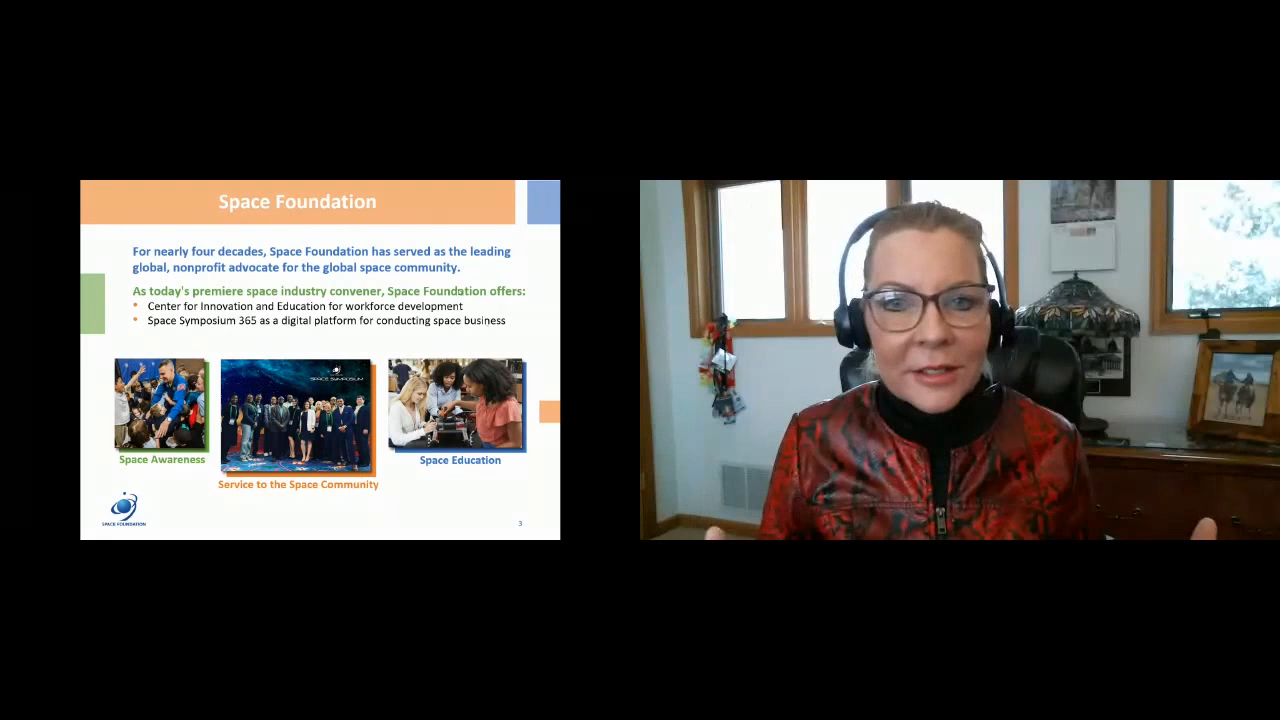 Space Foundation
For nearly four decades, Space Foundation has served as the leading
global, nonprofit advocate for the global space community.
As today's premiere space industry convener, Space Foundation offers:
• Center for Innovation and Education for workforce development
• Space Symposium 365 as a digital platform for conducting space business
SPACE SYMPOSIUM
Space Awareness
Service to the Space Community
Space Education
SPACE FOUNDATION
3